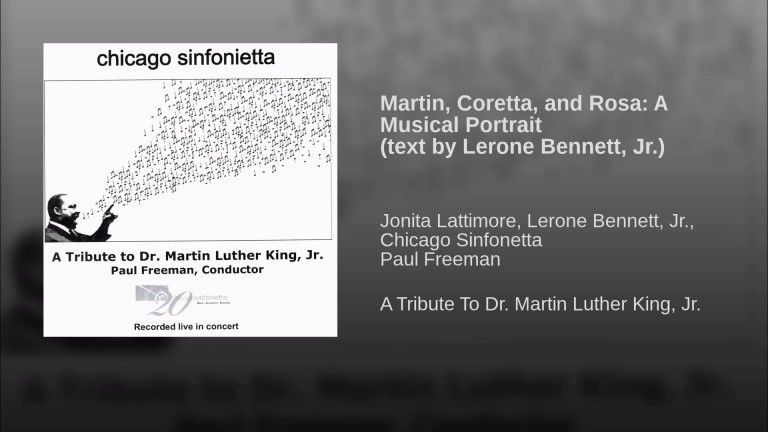 chicago sinfonietta
A Tribute to Dr. Martin Luther King, Jr.
Paul Freeman, Conductor
20
sinfonietta
Recorded live in concert
Martin, Coretta, and Rosa: A
Musical Portrait
(text by Lerone Bennett, Jr.)
Jonita Lattimore, Lerone Bennett, Jr.,
Chicago Sinfonetta
Paul Freeman
A Tribute To Dr. Martin Luther King, Jr.